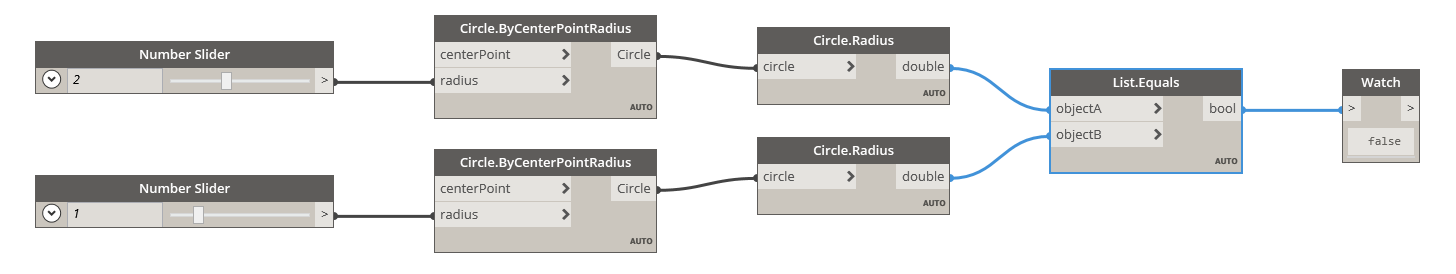 Number Slider
2 >
Circle.ByCenterPointRadius
centerPoint > Circle
radius >
AUTO
Circle.Radius
circle > double
AUTO
Number Slider
1 >
Circle.ByCenterPointRadius
centerPoint > Circle
radius >
AUTO
Circle.Radius
circle > double
AUTO
List.Equals
objectA > bool
objectB >
AUTO
Watch
> >
false